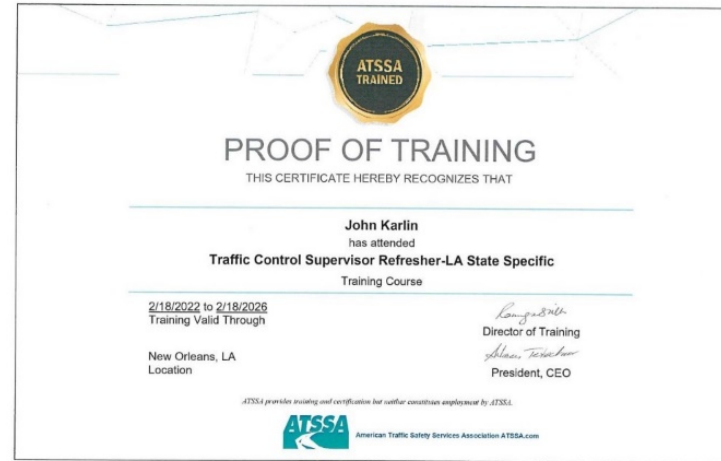 ATSSA
TRAINED
PROOF OF TRAINING
THIS CERTIFICATE HEREBY RECOGNIZES THAT
John Karlin
has attended
Traffic Control Supervisor Refresher-LA State Specific
Training Course
2/18/2022 to 2/18/2026
Training Valid Through
Director of Training
New Orleans, LA
Location
President, CEO
ATSSA provides training and certification but neither constitutes employment by ATSSA.
ATSSA
American Traffic Safety Services Association ATSSA.com